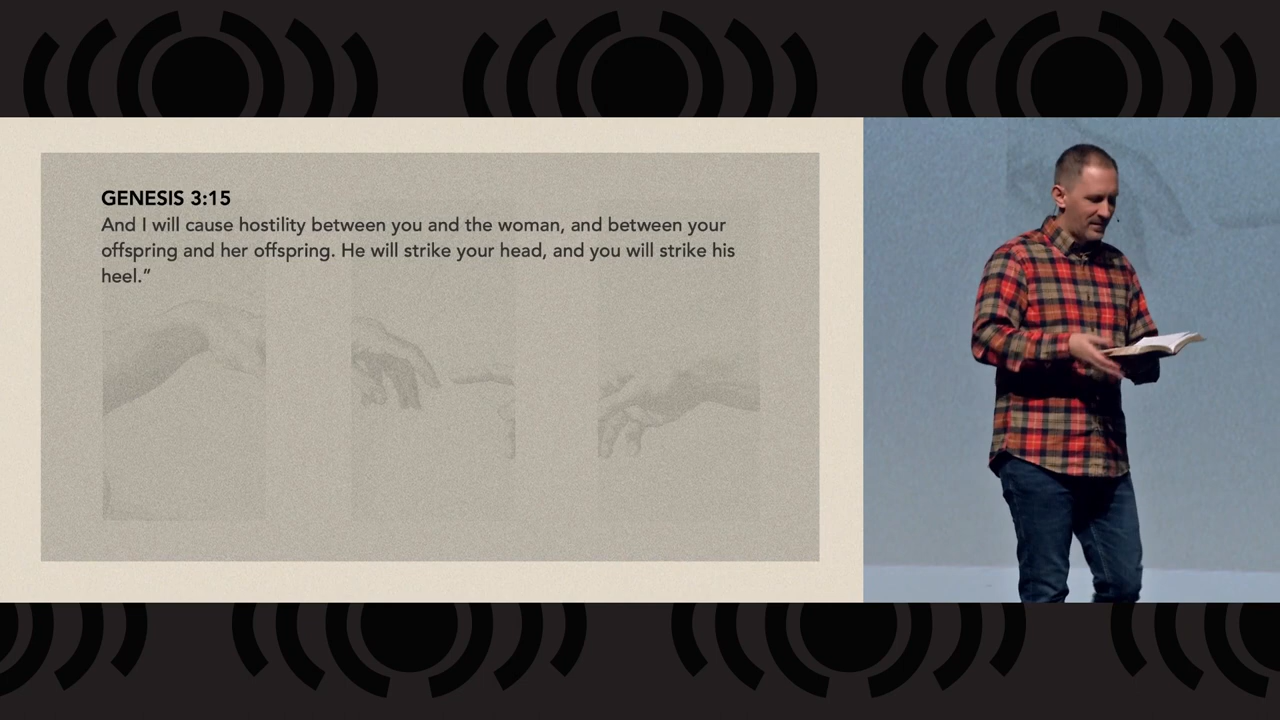 GENESIS 3:15
And I will cause hostility between you and the woman, and between your
offspring and her offspring. He will strike your head, and you will strike his
heel.”